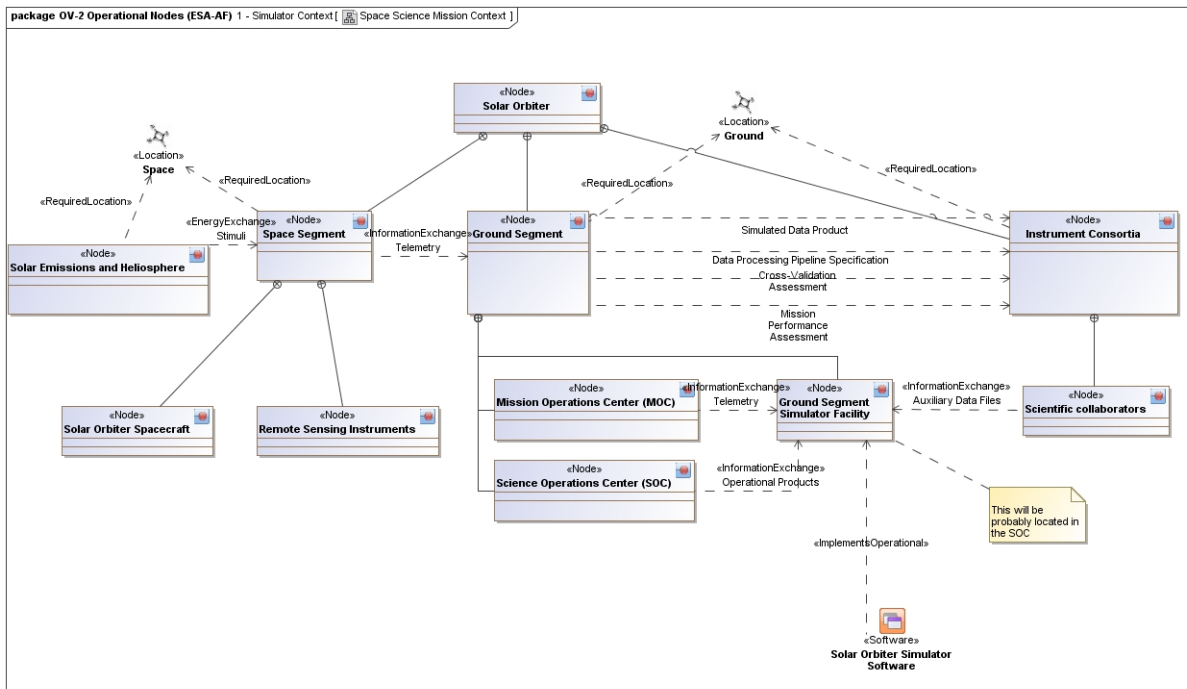 package OV-2 Operational Nodes (ESA-AF) 1 - Simulator Context [ Space Science Mission Context ]
«Node»
Solar Orbiter
«Location»
Ground
«Location»
Space
«RequiredLocation»
«RequiredLocation»
«RequiredLocation»
«RequiredLocation»
«EnergyExchange»
Stimuli
«Node»
Space Segment
«InformationExchange»
Telemetry
«Node»
Ground Segment
Simulated Data Product
Data Processing Pipeline Specification
Cross-Validation
Assessment
Mission
Performance
Assessment
«Node»
Instrument Consortia
«Node»
Solar Emissions and Heliosphere
«Node»
Solar Orbiter Spacecraft
«Node»
Remote Sensing Instruments
«Node»
Mission Operations Center (MOC)
«InformationExchange»
Telemetry
«Node»
Ground Segment
Simulator Facility
«InformationExchange»
Auxiliary Data Files
«Node»
Scientific collaborators
«Node»
Science Operations Center (SOC)
«InformationExchange»
Operational Products
This will be
probably located in
the SOC
«ImplementsOperational»
«Software»
Solar Orbiter Simulator
Software